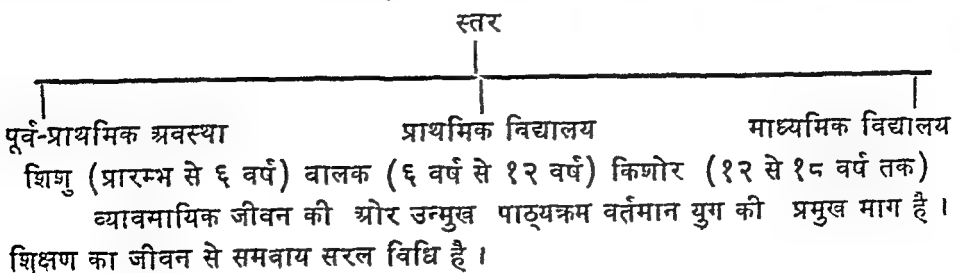 स्तर
पूर्व-प्राथमिक अवस्था प्राथमिक विद्यालय माध्यमिक विद्यालय
शिशु (प्रारम्भ से ६ वर्ष) वालक (६ वर्ष से १२ वर्ष) किशोर (१२ से १८ वर्ष तक)
व्यावमायिक जीवन की ओर उन्मुख पाठ्यक्रम वर्तमान युग की प्रमुख माग है ।
शिक्षण का जीवन से समवाय सरल विधि है ।